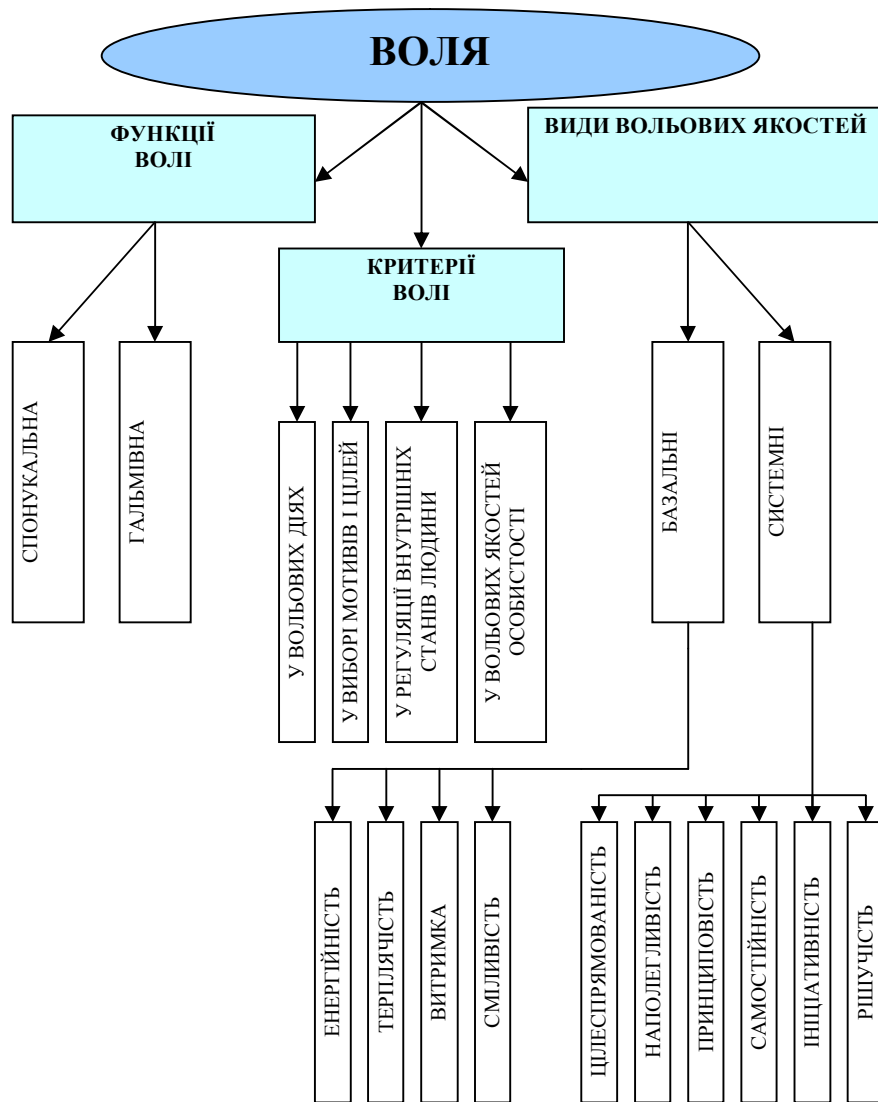 ВОЛЯ
ФУНКЦІЇ
ВОЛІ
ВИДИ ВОЛЬОВИХ ЯКОСТЕЙ
КРИТЕРІЇ
ВОЛІ
СПОНУКАЛЬНА
ГАЛЬМІВНА
У ВОЛЬОВИХ ДІЯХ
У ВИБОРІ МОТИВІВ І ЦІЛЕЙ
У РЕГУЛЯЦІЇ ВНУТРІШНІХ
СТАНІВ ЛЮДИНИ
У ВОЛЬОВИХ ЯКОСТЕЙ
ОСОБИСТОСТІ
БАЗАЛЬНІ
СИСТЕМНІ
ЕНЕРГІЙНІСТЬ
ТЕРПЛЯЧІСТЬ
ВИТРИМКА
СМІЛИВІСТЬ
ЦІЛЕСПРЯМОВАНІСТЬ
НАПОЛЕГЛИВІСТЬ
ПРИНЦИПОВІСТЬ
САМОСТІЙНІСТЬ
ІНІЦІАТИВНІСТЬ
РІШУЧІСТЬ